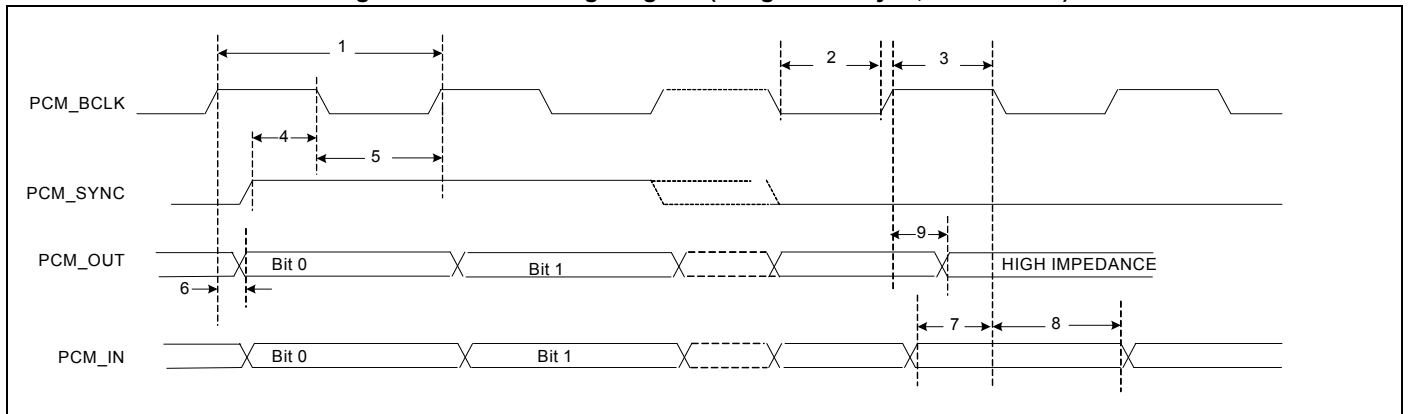 1
2
3
PCM_BCLK
4
5
PCM_SYNC
9
PCM_OUT
Bit 0
Bit 1
HIGH IMPEDANCE
6
7
8
PCM_IN
Bit 0
Bit 1